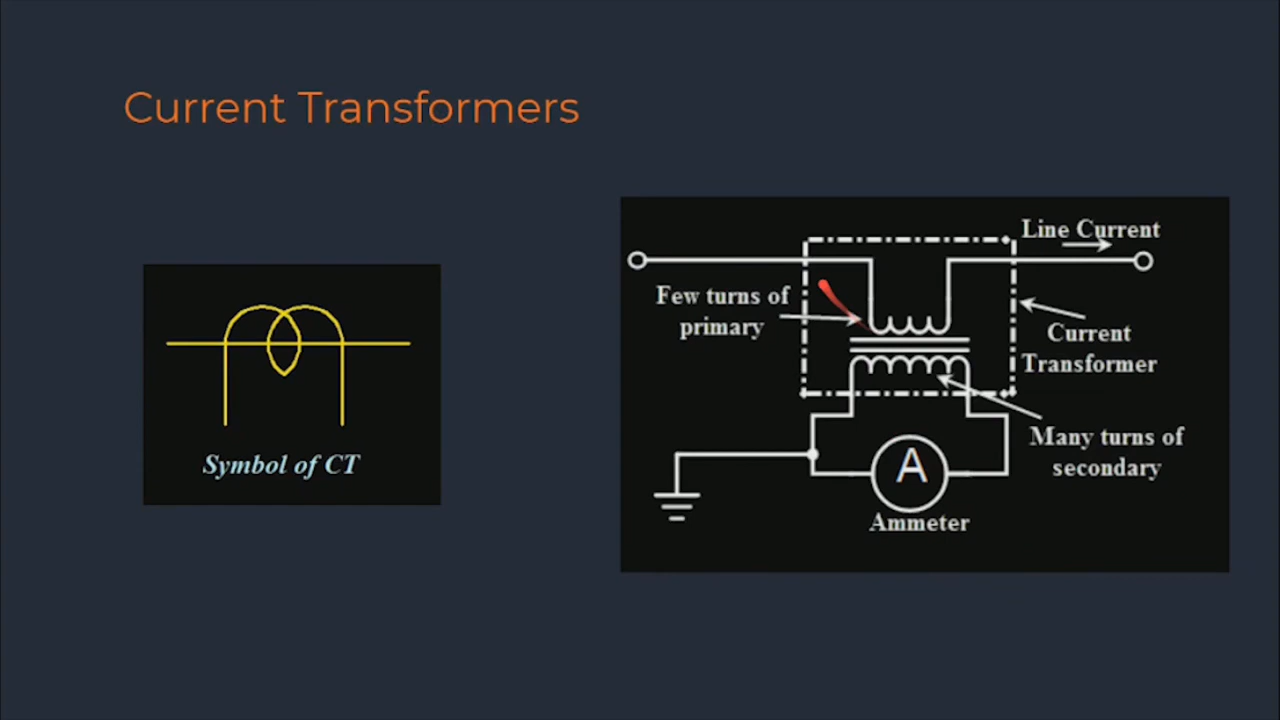 Current Transformers
Symbol of CT
Line Current
Few turns of
primary
Current
Transformer
Many turns of
secondary
A
Ammeter